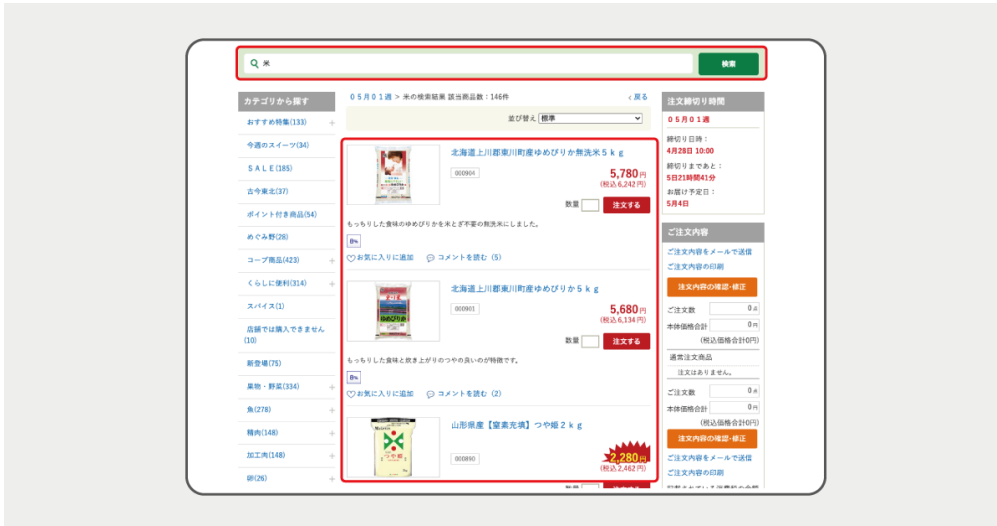 米
検索
カテゴリから探す
おすすめ特集(133)
今週のスイーツ(34)
ＳＡＬＥ(185)
古今東北(37)
ポイント付き商品(54)
めぐみ野(28)
コープ商品(423)
くらしに便利(314)
スパイス(1)
店舗では購入できません
(10)
新登場(75)
果物・野菜(334)
魚(278)
精肉(148)
加工肉(148)
卵(26)
０５月０１週 > 米の検索結果 該当商品数：146件
‹ 戻る
並び替え 標準
北海道上川郡東川町産ゆめぴりか無洗米５ｋｇ
000904
5,780円
(税込6,242円)
数量
注文する
もっちりした食味のゆめぴりかを米とぎ不要の無洗米にしました。
8%
お気に入りに追加
コメントを読む（5）
北海道上川郡東川町産ゆめぴりか５ｋｇ
ゆめぴりか
000901
5,680円
(税込6,134円)
数量
注文する
もっちりした食味と炊き上がりのつやの良いのが特徴です。
8%
お気に入りに追加
コメントを読む（2）
山形県産【窒素充填】つや姫２ｋｇ
つや姫
000890
2,280円
(税込2,462円)
数量
注文する
注文締切り時間
０５月０１週
締切り日時：
4月28日 10:00
締切りまであと：
5日21時間41分
お届け予定日：
5月4日
ご注文内容
ご注文内容をメールで送信
ご注文内容の印刷
注文内容の確認・修正
ご注文数 0点
本体価格合計 0円
(税込価格合計0円)
通常注文商品
注文はありません。
ご注文数 0点
本体価格合計 0円
(税込価格合計0円)
注文内容の確認・修正
ご注文内容をメールで送信
ご注文内容の印刷